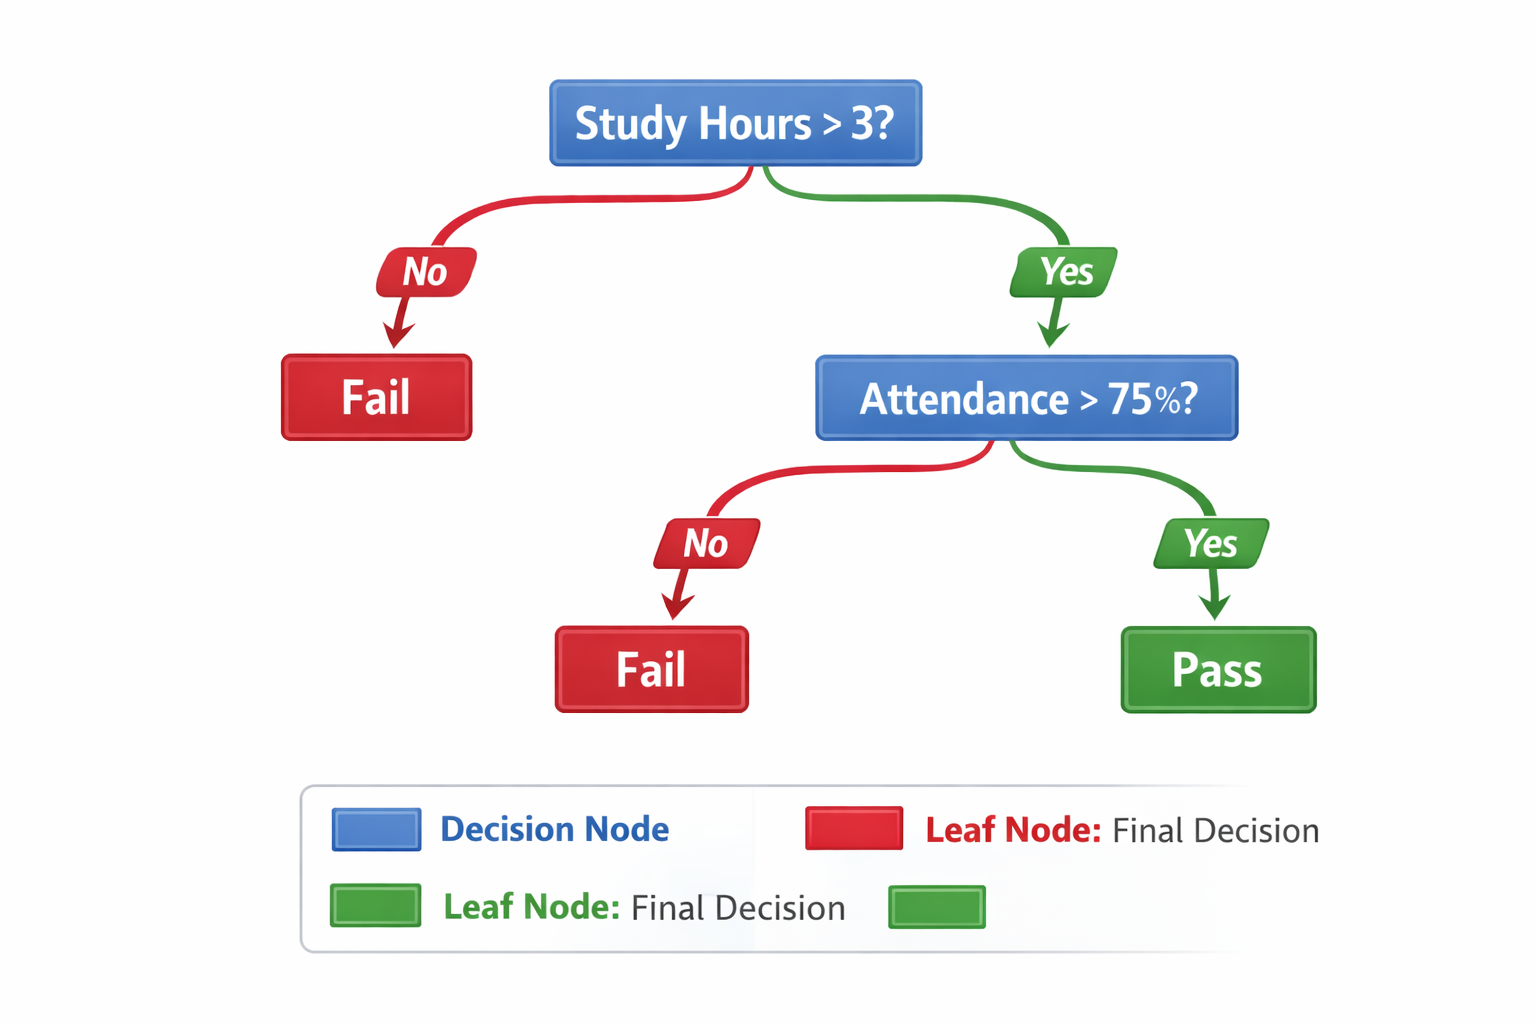 Study Hours > 3?
No
Yes
Fail
Attendance > 75%?
No
Yes
Fail
Pass
Decision Node
Leaf Node: Final Decision
Leaf Node: Final Decision